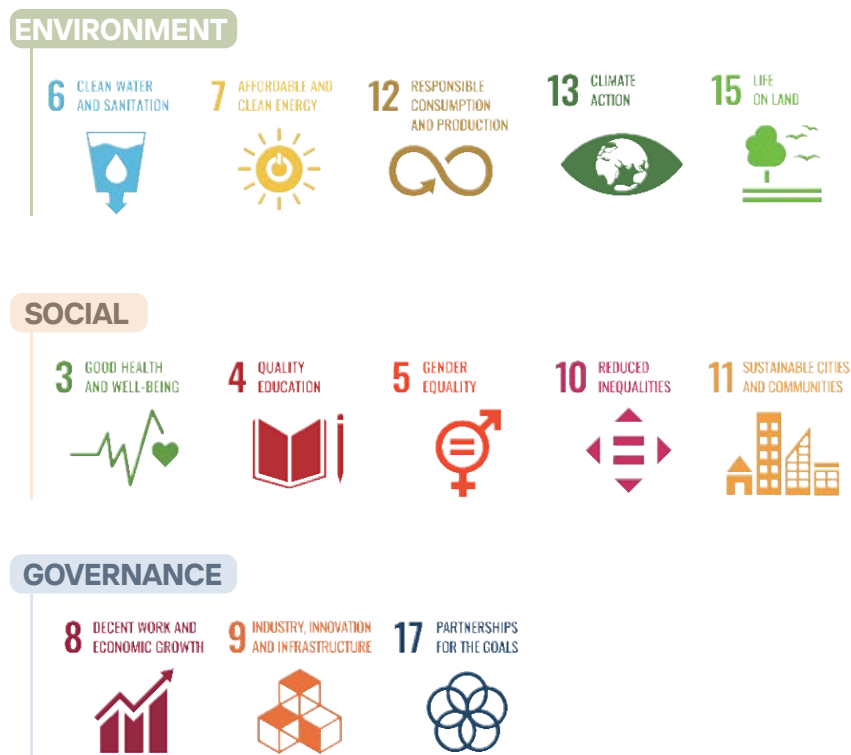 ENVIRONMENT
6 CLEAN WATER
AND SANITATION
7 AFFORDABLE AND
CLEAN ENERGY
12 RESPONSIBLE
CONSUMPTION
AND PRODUCTION
13 CLIMATE
ACTION
15 LIFE
ON LAND
SOCIAL
3 GOOD HEALTH
AND WELL-BEING
4 QUALITY
EDUCATION
5 GENDER
EQUALITY
10 REDUCED
INEQUALITIES
11 SUSTAINABLE CITIES
AND COMMUNITIES
GOVERNANCE
8 DECENT WORK AND
ECONOMIC GROWTH
9 INDUSTRY, INNOVATION
AND INFRASTRUCTURE
17 PARTNERSHIPS
FOR THE GOALS